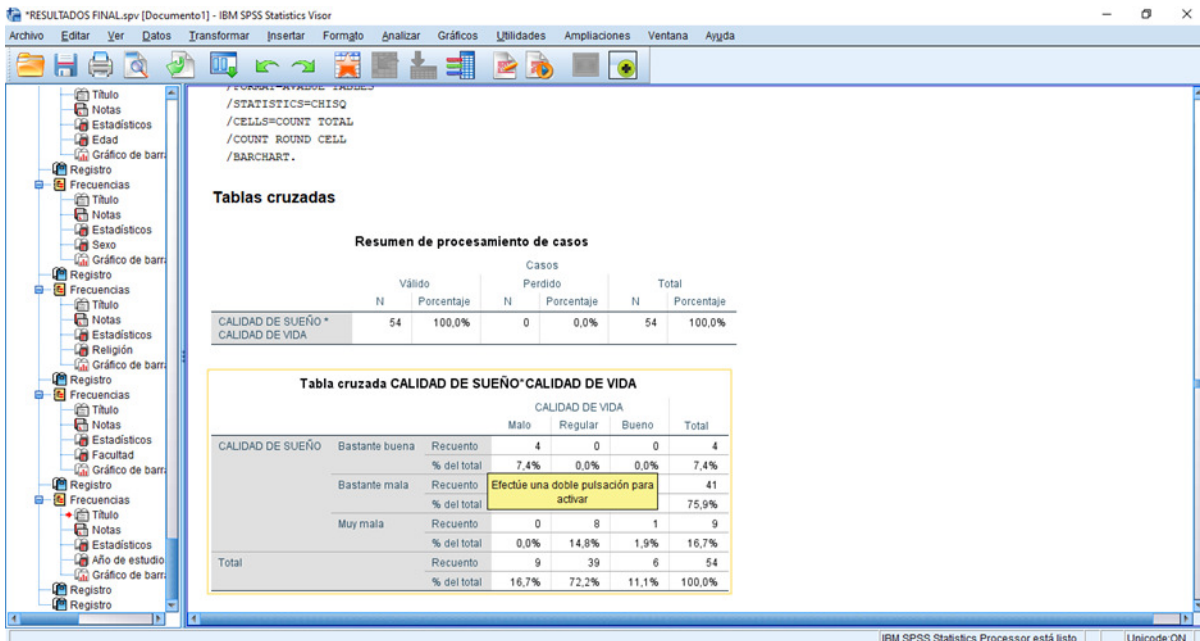 *RESULTADOS FINAL.spv [Documento1] - IBM SPSS Statistics Visor
Archivo Editar Ver Datos Transformar Insertar Formato Analizar Gráficos Utilidades Ampliaciones Ventana Ayuda
Título
Notas
Estadísticos
Edad
Gráfico de barr
Registro
Frecuencias
Título
Notas
Estadísticos
Sexo
Gráfico de barr
Registro
Frecuencias
Título
Notas
Estadísticos
Religión
Gráfico de barr
Registro
Frecuencias
Título
Notas
Estadísticos
Facultad
Gráfico de barr
Registro
Frecuencias
Título
Notas
Estadísticos
Año de estudio
Gráfico de barr
Registro
Registro
/FORMAT=AVALUE TABLES
/STATISTICS=CHISQ
/CELLS=COUNT TOTAL
/COUNT ROUND CELL
/BARCHART.
Tablas cruzadas
Resumen de procesamiento de casos
Casos
Válido Perdido Total
N Porcentaje N Porcentaje N Porcentaje
CALIDAD DE SUEÑO * 54 100,0% 0 0,0% 54 100,0%
CALIDAD DE VIDA
Tabla cruzada CALIDAD DE SUEÑO*CALIDAD DE VIDA
CALIDAD DE VIDA
Malo Regular Bueno Total
CALIDAD DE SUEÑO Bastante buena Recuento 4 0 0 4
% del total 7,4% 0,0% 0,0% 7,4%
Bastante mala Recuento 41
Efectúe una doble pulsación para
activar
% del total 75,9%
Muy mala Recuento 0 8 1 9
% del total 0,0% 14,8% 1,9% 16,7%
Total Recuento 9 39 6 54
% del total 16,7% 72,2% 11,1% 100,0%
IBM SPSS Statistics Processor está listo Unicode:ON